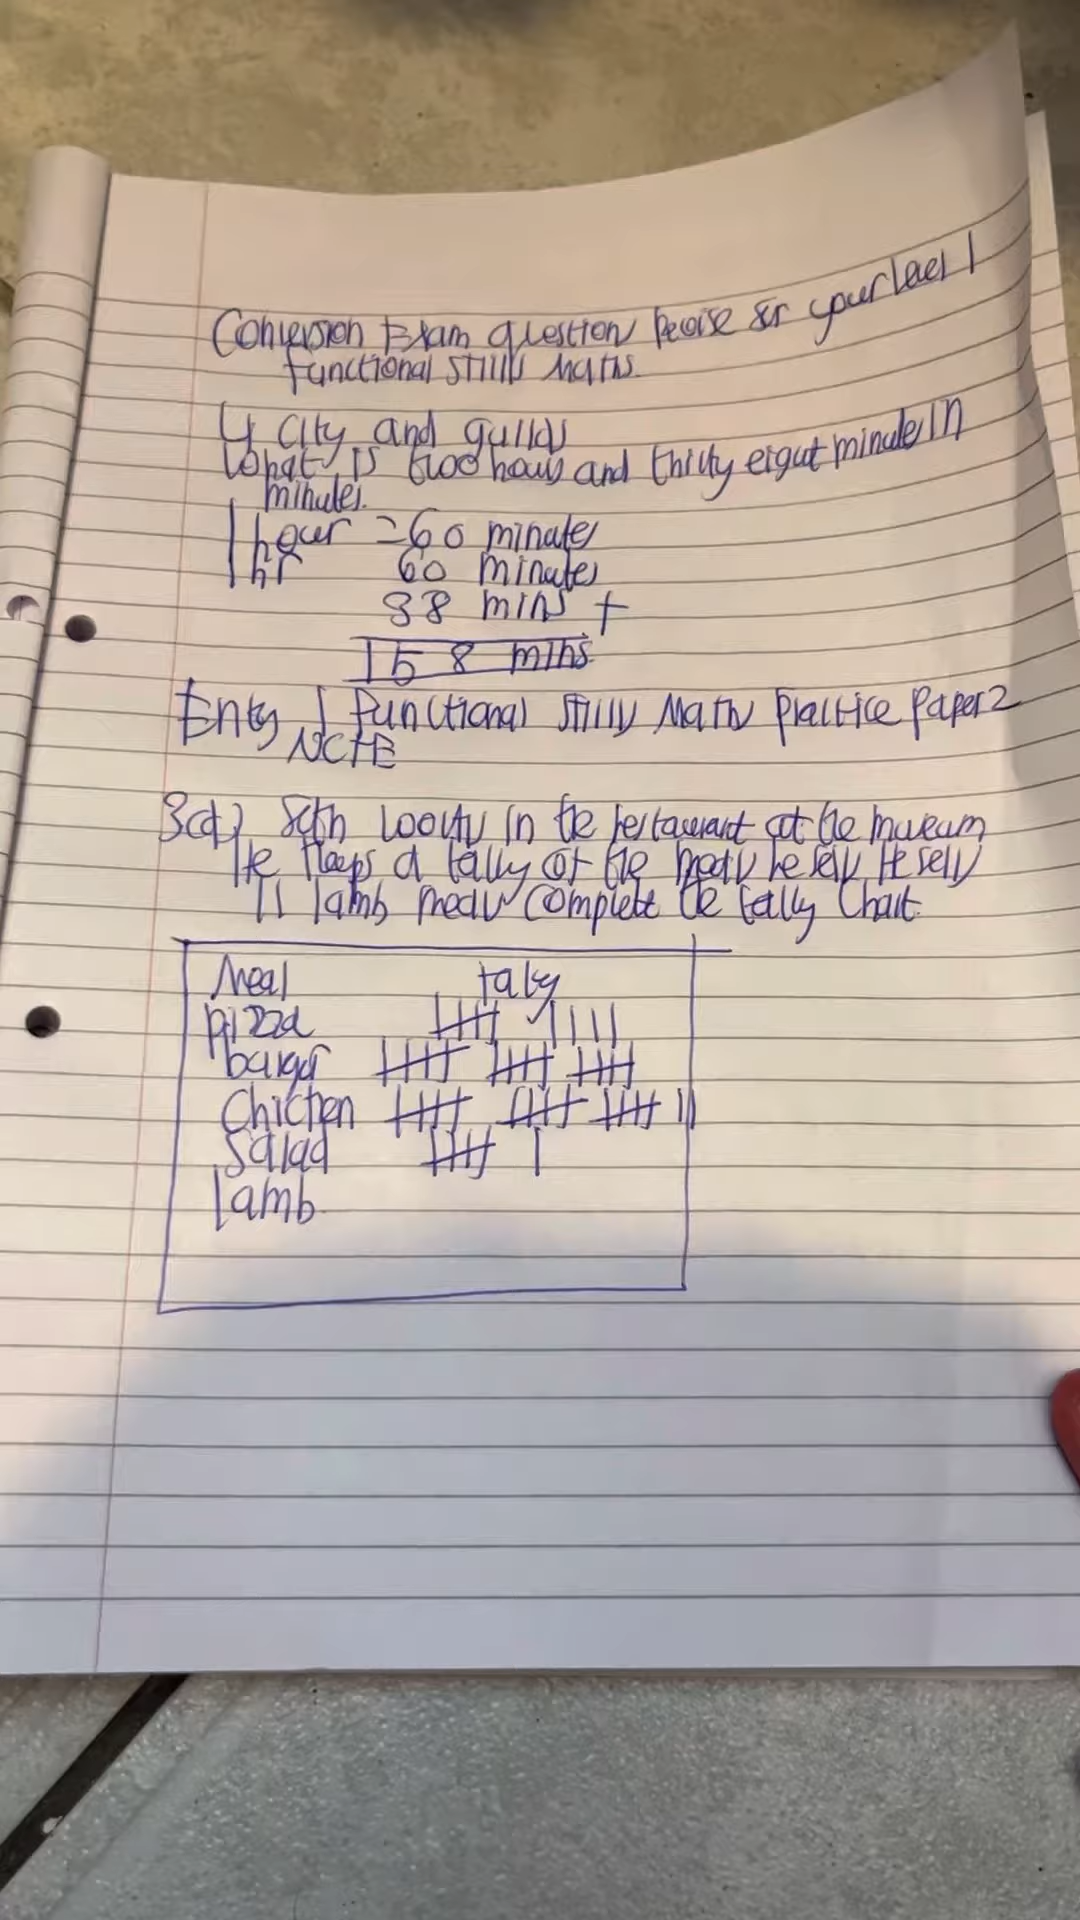 Conversion Exam question Revise for your level 1
functional skills Maths.
4 City and guilds
What is two hours and thirty eight minutes in
minutes.
1 hour = 60 minutes
1 hr 60 minutes
38 mins +
158 mins
Entry 1 functional skills Maths practice paper 2
NCFE
3a) Seth works in the restaurant at the museum
He keeps a tally of the meals he sells He sells
11 lamb meals Complete the tally chart.
Meal tally
pizza
burger
Chicken
Salad
lamb